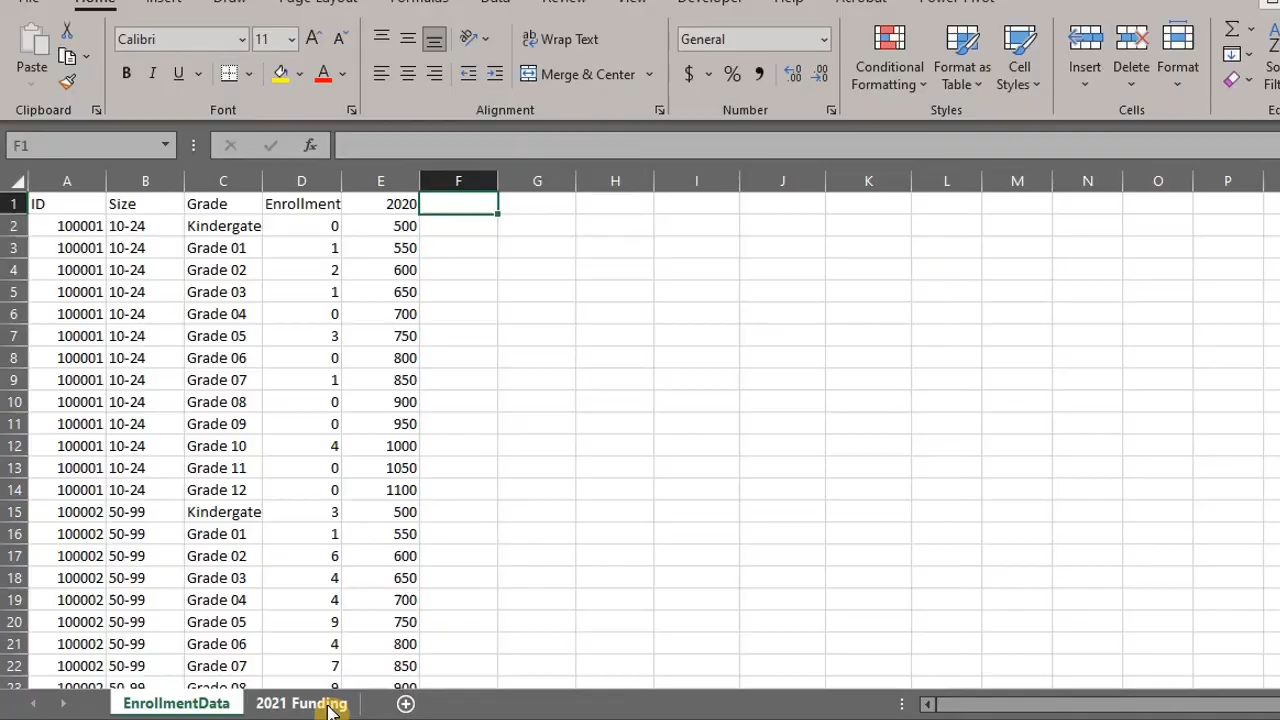 Home Insert Draw Page Layout Formulas Data Review View Developer Help Acrobat Power Pivot
Calibri 11 General
Wrap Text
Merge & Center
Paste
Conditional Formatting
Format as Table
Cell Styles
Insert Delete Format
Clipboard Font Alignment Number Styles Cells
F1 fx
A B C D E F G H I J K L M N O P
1 ID Size Grade Enrollment 2020
2 100001 10-24 Kindergate 0 500
3 100001 10-24 Grade 01 1 550
4 100001 10-24 Grade 02 2 600
5 100001 10-24 Grade 03 1 650
6 100001 10-24 Grade 04 0 700
7 100001 10-24 Grade 05 3 750
8 100001 10-24 Grade 06 0 800
9 100001 10-24 Grade 07 1 850
10 100001 10-24 Grade 08 0 900
11 100001 10-24 Grade 09 0 950
12 100001 10-24 Grade 10 4 1000
13 100001 10-24 Grade 11 0 1050
14 100001 10-24 Grade 12 0 1100
15 100002 50-99 Kindergate 3 500
16 100002 50-99 Grade 01 1 550
17 100002 50-99 Grade 02 6 600
18 100002 50-99 Grade 03 4 650
19 100002 50-99 Grade 04 4 700
20 100002 50-99 Grade 05 9 750
21 100002 50-99 Grade 06 4 800
22 100002 50-99 Grade 07 7 850
23 100002 50-99 Grade 08 9 900
EnrollmentData 2021 Funding